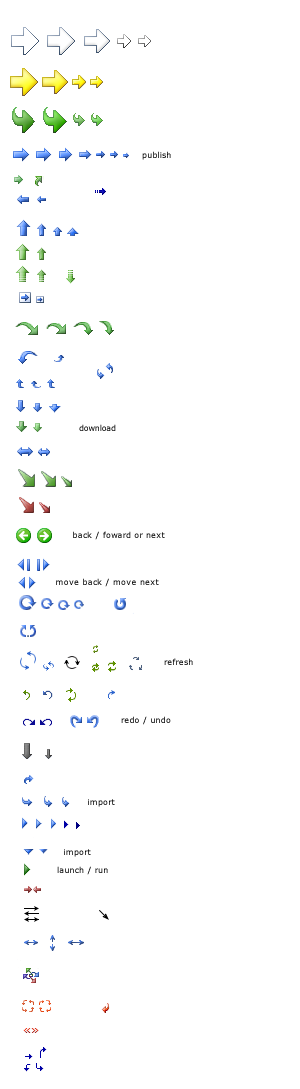 publish
download
back / foward or next
move back / move next
refresh
redo / undo
import
import
launch / run